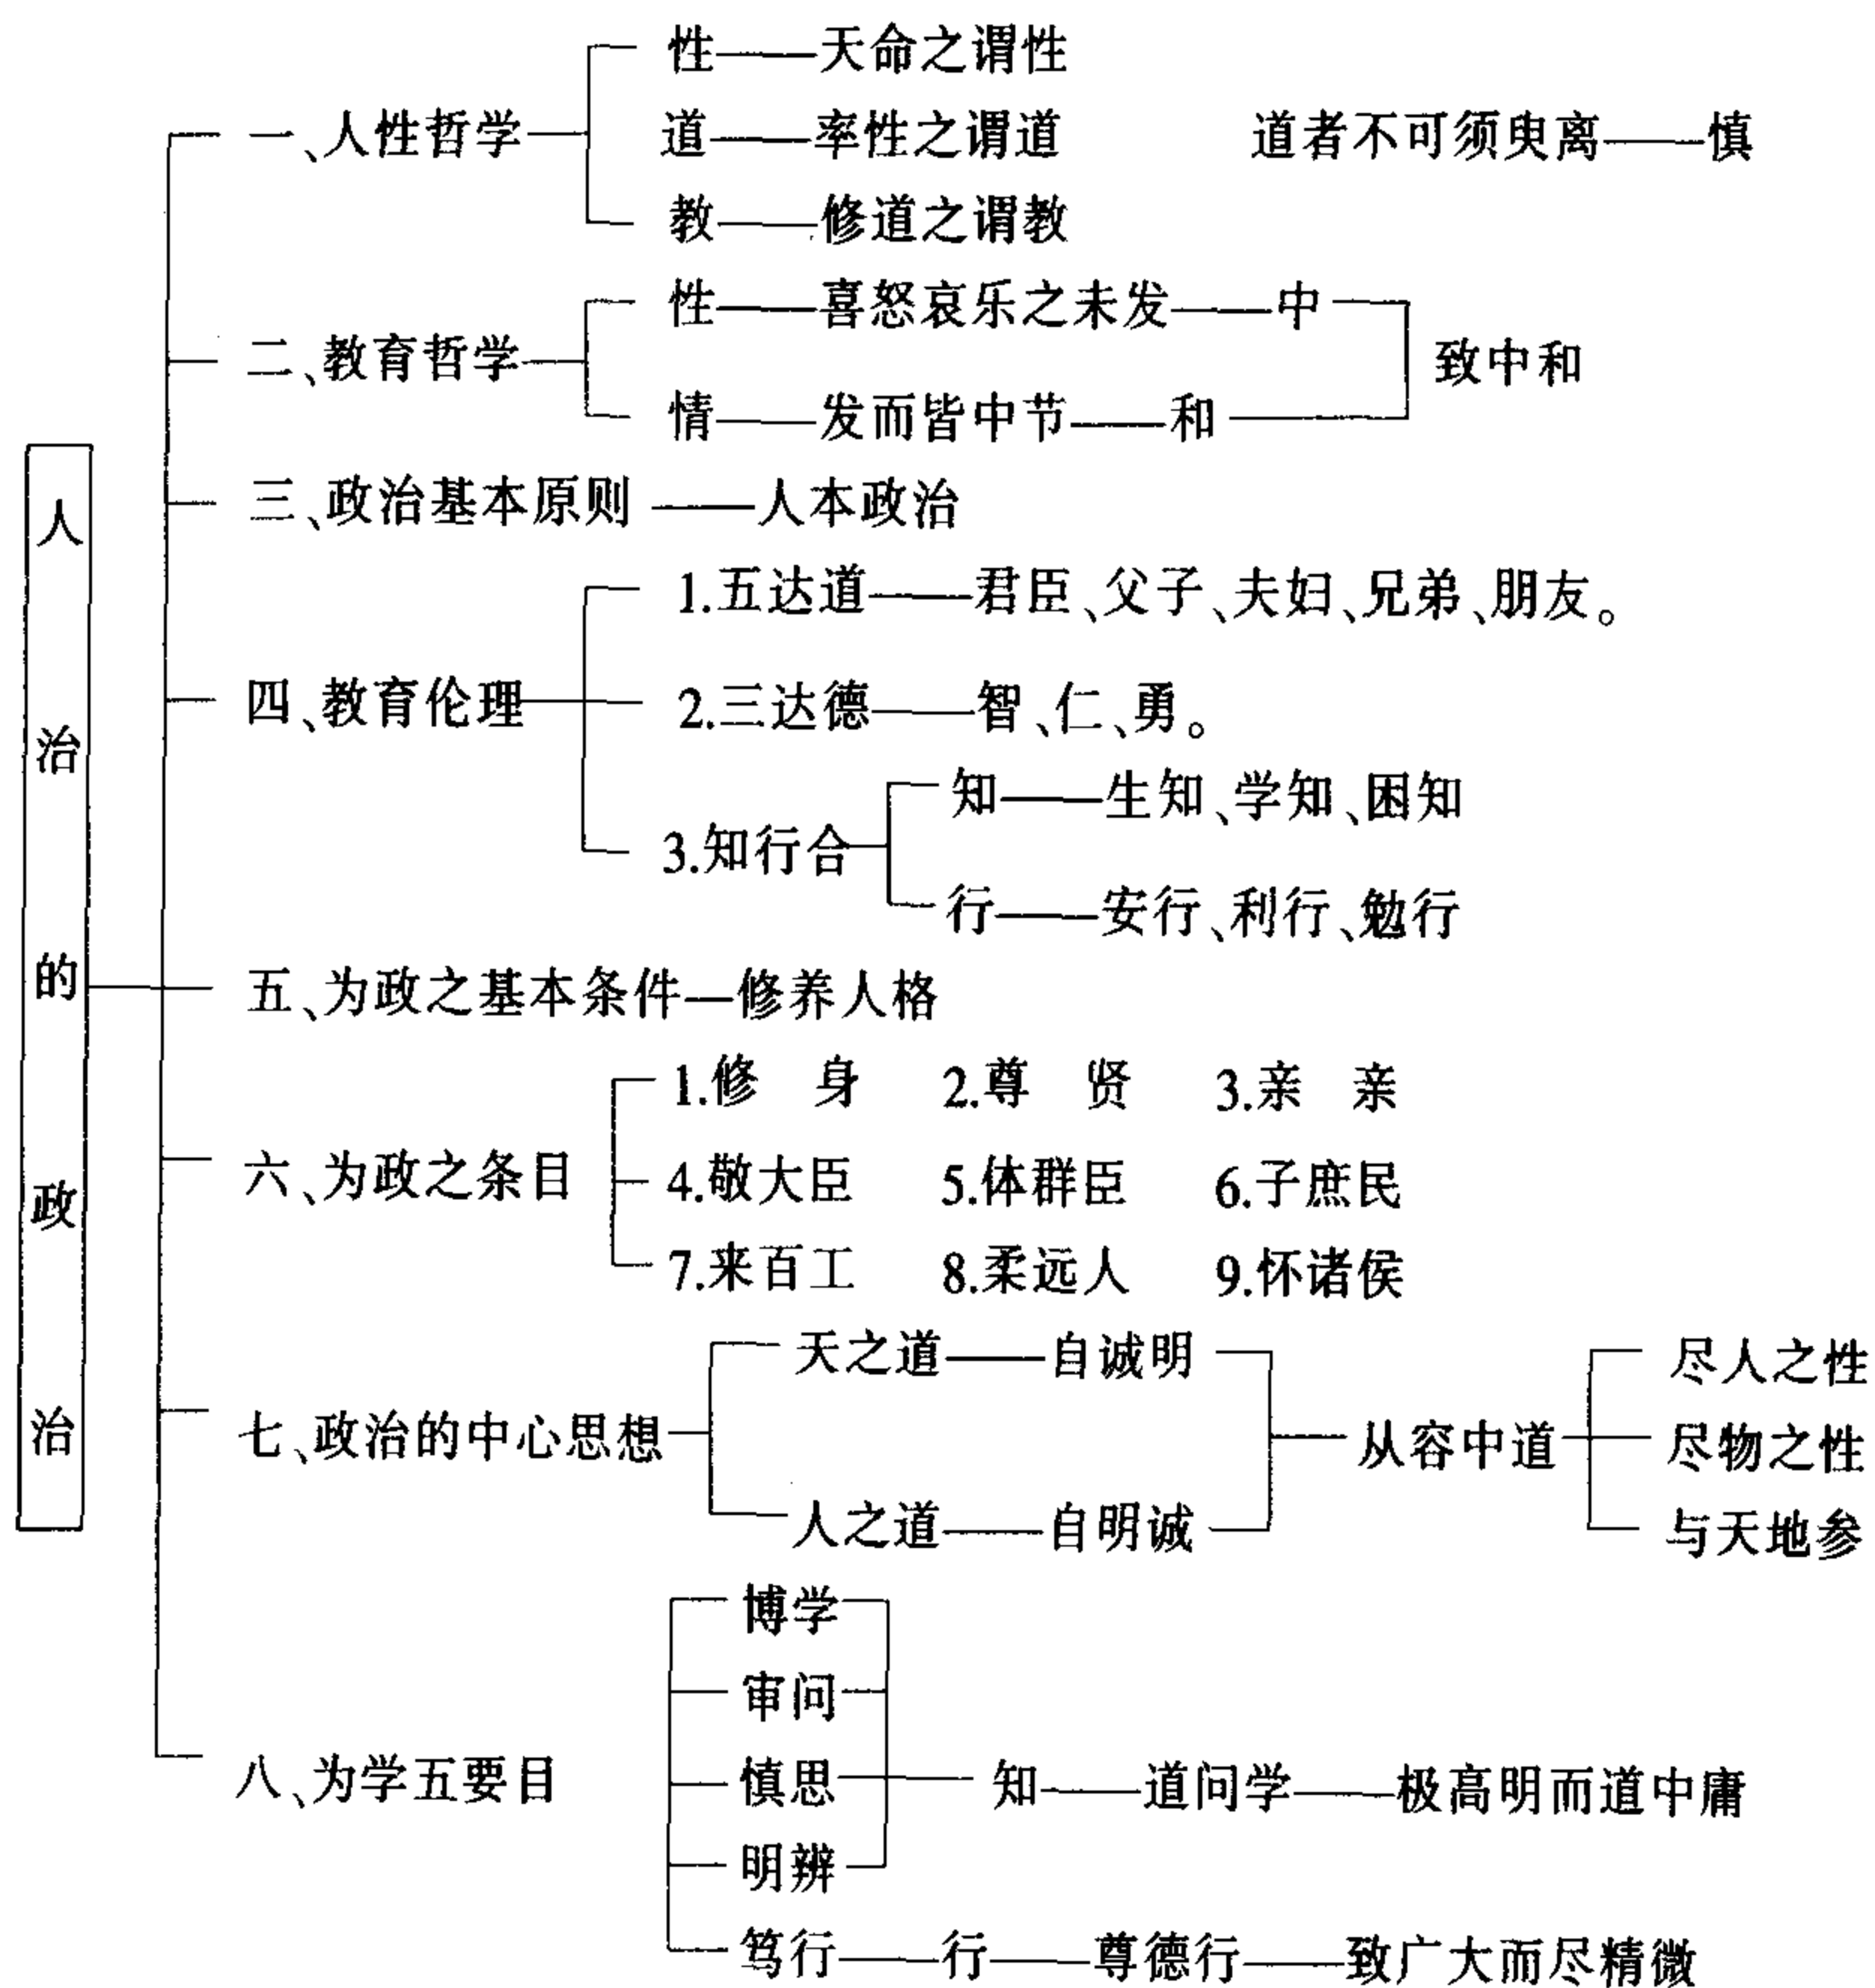 人治的政治
性——天命之谓性
一、人性哲学
道——率性之谓道 道者不可须臾离——慎
教——修道之谓教
性——喜怒哀乐之未发——中
二、教育哲学
致中和
情——发而皆中节——和
三、政治基本原则——人本政治
1.五达道——君臣、父子、夫妇、兄弟、朋友。
四、教育伦理
2.三达德——智、仁、勇。
知——生知、学知、困知
3.知行合
行——安行、利行、勉行
五、为政之基本条件—修养人格
1.修 身 2.尊 贤 3.亲 亲
六、为政之条目
4.敬大臣 5.体群臣 6.子庶民
7.来百工 8.柔远人 9.怀诸侯
天之道——自诚明
尽人之性
七、政治的中心思想
从容中道
尽物之性
人之道——自明诚
与天地参
博学
审问
八、为学五要目
慎思
知——道问学——极高明而道中庸
明辨
笃行——行——尊德行——致广大而尽精微